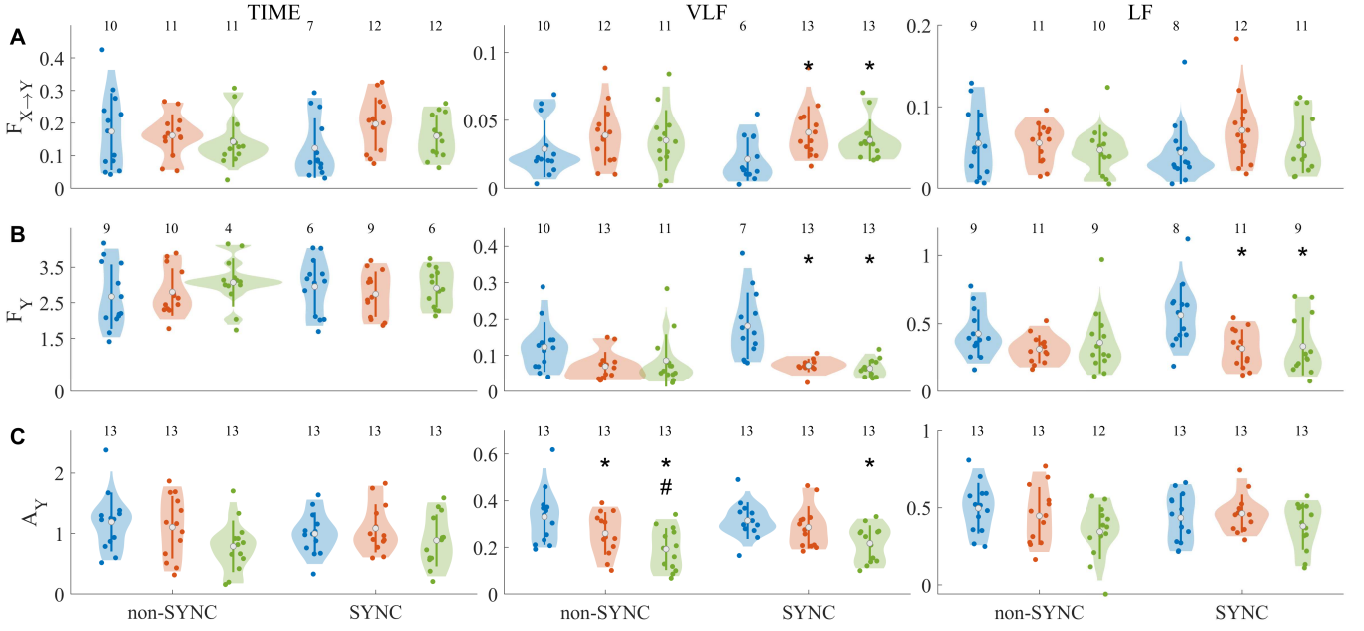 TIME VLF LF
A
10 11 11 7 12 12
10 12 11 6 13 13
9 11 10 8 12 11
F X→Y
0.4
0.3
0.2
0.1
0
0.1
0.05
0
* *
0.2
0.1
0
B
9 10 4 6 9 6
10 13 11 7 13 13
9 11 9 8 11 9
F Y
3.5
2.5
1.5
0
0.4
0.3
0.2
0.1
0
* *
1
0.5
0
* *
C
13 13 13 13 13 13
13 13 13 13 13 13
13 13 12 13 13 13
A Y
2
1
0
0.6
0.4
0.2
0
* * *
#
1
0.5
0
non-SYNC SYNC non-SYNC SYNC non-SYNC SYNC